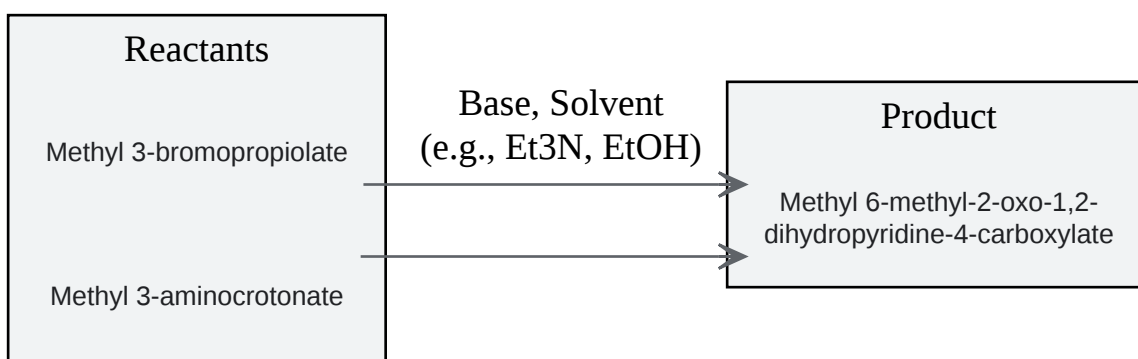 Reactants
Methyl 3-bromopropiolate
Methyl 3-aminocrotonate
Base, Solvent
(e.g., Et3N, EtOH)
Product
Methyl 6-methyl-2-oxo-1,2-
dihydropyridine-4-carboxylate